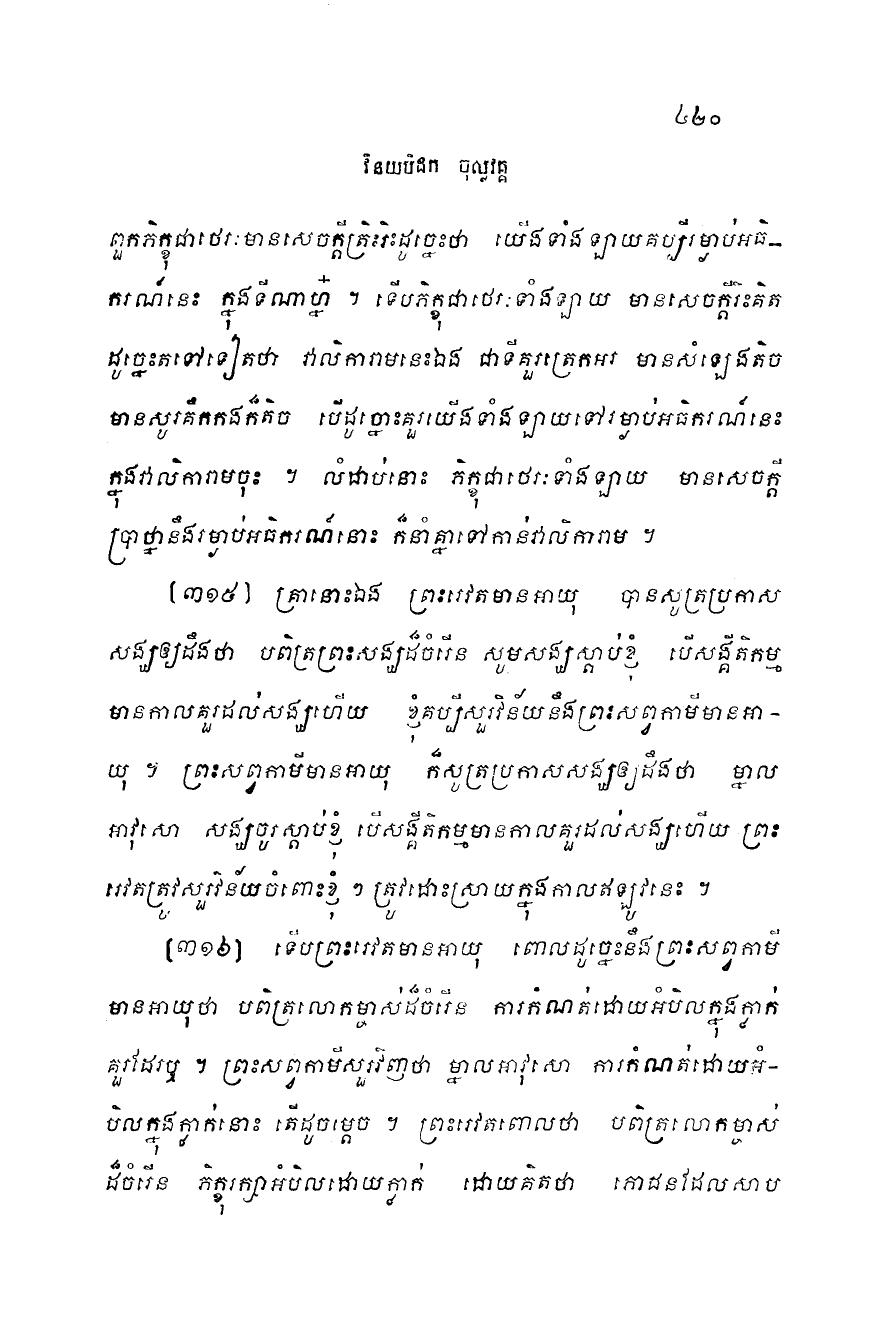 ៤២០
វិនយបិដក ចុល្លវគ្គ
ពួកភិក្ខុជាថេរៈមានសេចក្តីត្រិះរិះដូច្នេះថា យើងទាំងឡាយគប្បីរម្ងាប់អធិ–
ករណ៍នេះ ក្នុងទីណាហ្ន៎ ។ ទើបភិក្ខុជាថេរៈទាំងឡាយ មានសេចក្តីរិះគិត
ដូច្នេះតទៅទៀតថា វាលិការាមនេះឯង ជាទីគួរត្រេកអរ មានសំឡេងតិច
មានសូរគឹកកងក៏តិច បើដូច្នោះគួរយើងទាំងឡាយទៅរម្ងាប់អធិករណ៍នេះ
ក្នុងវាលិការាមចុះ ។ លំដាប់នោះ ភិក្ខុជាថេរៈទាំងឡាយ មានសេចក្តី
ប្រាថ្នានឹងរម្ងាប់អធិករណ៍នោះ ក៏នាំគ្នាទៅកាន់វាលិការាម ។
[៣១៥] គ្រានោះឯង ព្រះរេវតមានអាយុ បានសូត្រប្រកាស
សង្ឃឲ្យដឹងថា បពិត្រព្រះសង្ឃដ៏ចំរើន សូមសង្ឃស្តាប់ខ្ញុំ បើសង្គីតិកម្ម
មានកាលគួរដល់សង្ឃហើយ ខ្ញុំគប្បីសួរវិន័យនឹងព្រះសព្វកាមីមានអា–
យុ ។ ព្រះសព្វកាមីមានអាយុ ក៏សូត្រប្រកាសសង្ឃឲ្យដឹងថា ម្នាល
អាវុសោ សង្ឃចូរស្តាប់ខ្ញុំ បើសង្គីតិកម្មមានកាលគួរដល់សង្ឃហើយ ព្រះ
រេវតត្រូវសួរវិន័យចំពោះខ្ញុំ ៗ ត្រូវដោះស្រាយក្នុងកាលឥឡូវនេះ ។
[៣១៦] ទើបព្រះរេវតមានអាយុ ពោលដូច្នេះនឹងព្រះសព្វកាមី
មានអាយុថា បពិត្រលោកម្ចាស់ដ៏ចំរើន ការកំណត់ដោយអំបិលក្នុងក្ងាក់
គួរដែរឬ ។ ព្រះសព្វកាមីសួរវិញថា ម្នាលអាវុសោ ការកំណត់ដោយអំ–
បិលក្នុងក្ងាក់នោះ តើដូចម្តេច ។ ព្រះរេវតពោលថា បពិត្រលោកម្ចាស់
ដ៏ចំរើន ភិក្ខុរក្សាអំបិលដោយក្ងាក់ ដោយគិតថា ភោជនដែលសាប